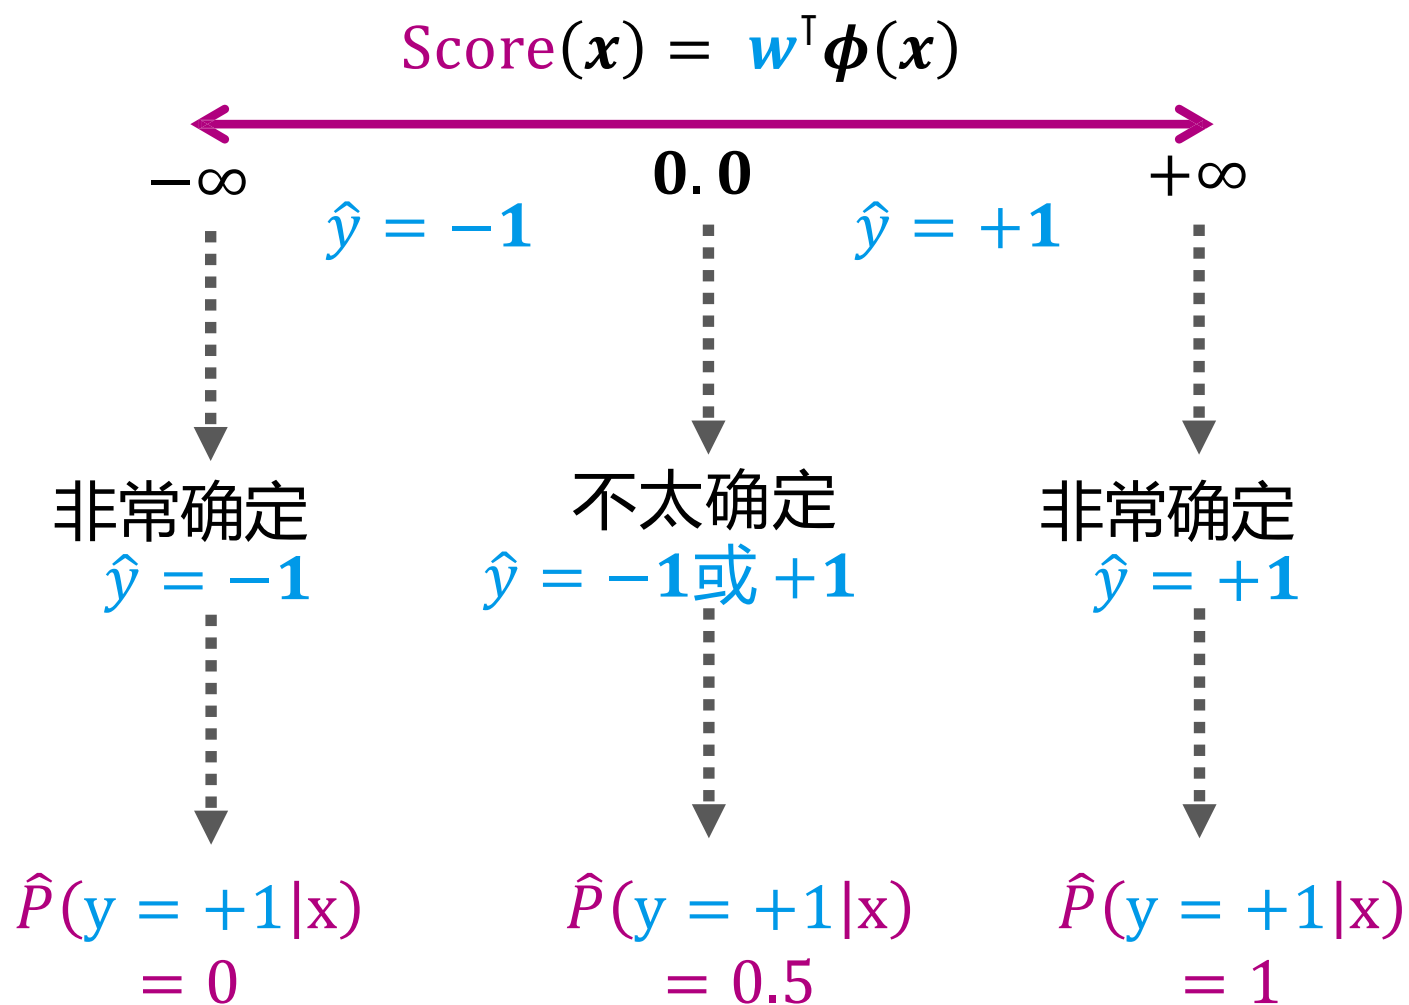 Score(x) = w⊤ϕ(x)
−∞ 0.0 +∞
ŷ = −1 ŷ = +1
非常确定 不太确定 非常确定
ŷ = −1 ŷ = −1或 +1 ŷ = +1
P̂(y = +1|x) P̂(y = +1|x) P̂(y = +1|x)
= 0 = 0.5 = 1